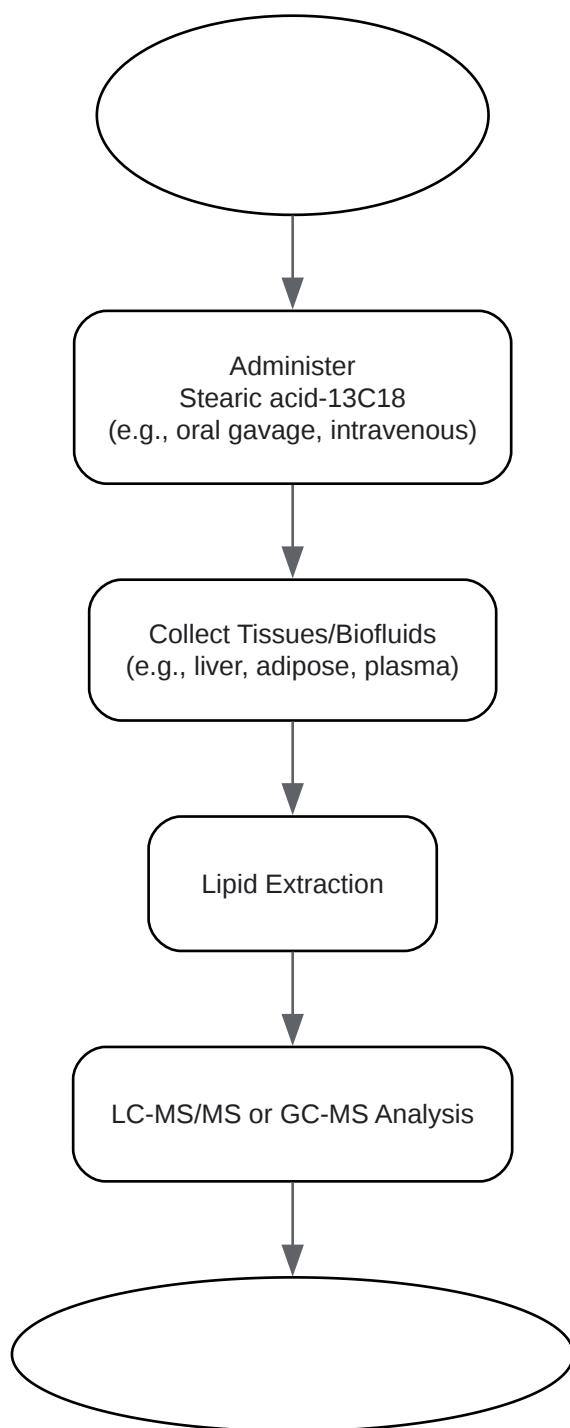 Administer
Stearic acid-13C18
(e.g., oral gavage, intravenous)
Collect Tissues/Biofluids
(e.g., liver, adipose, plasma)
Lipid Extraction
LC-MS/MS or GC-MS Analysis